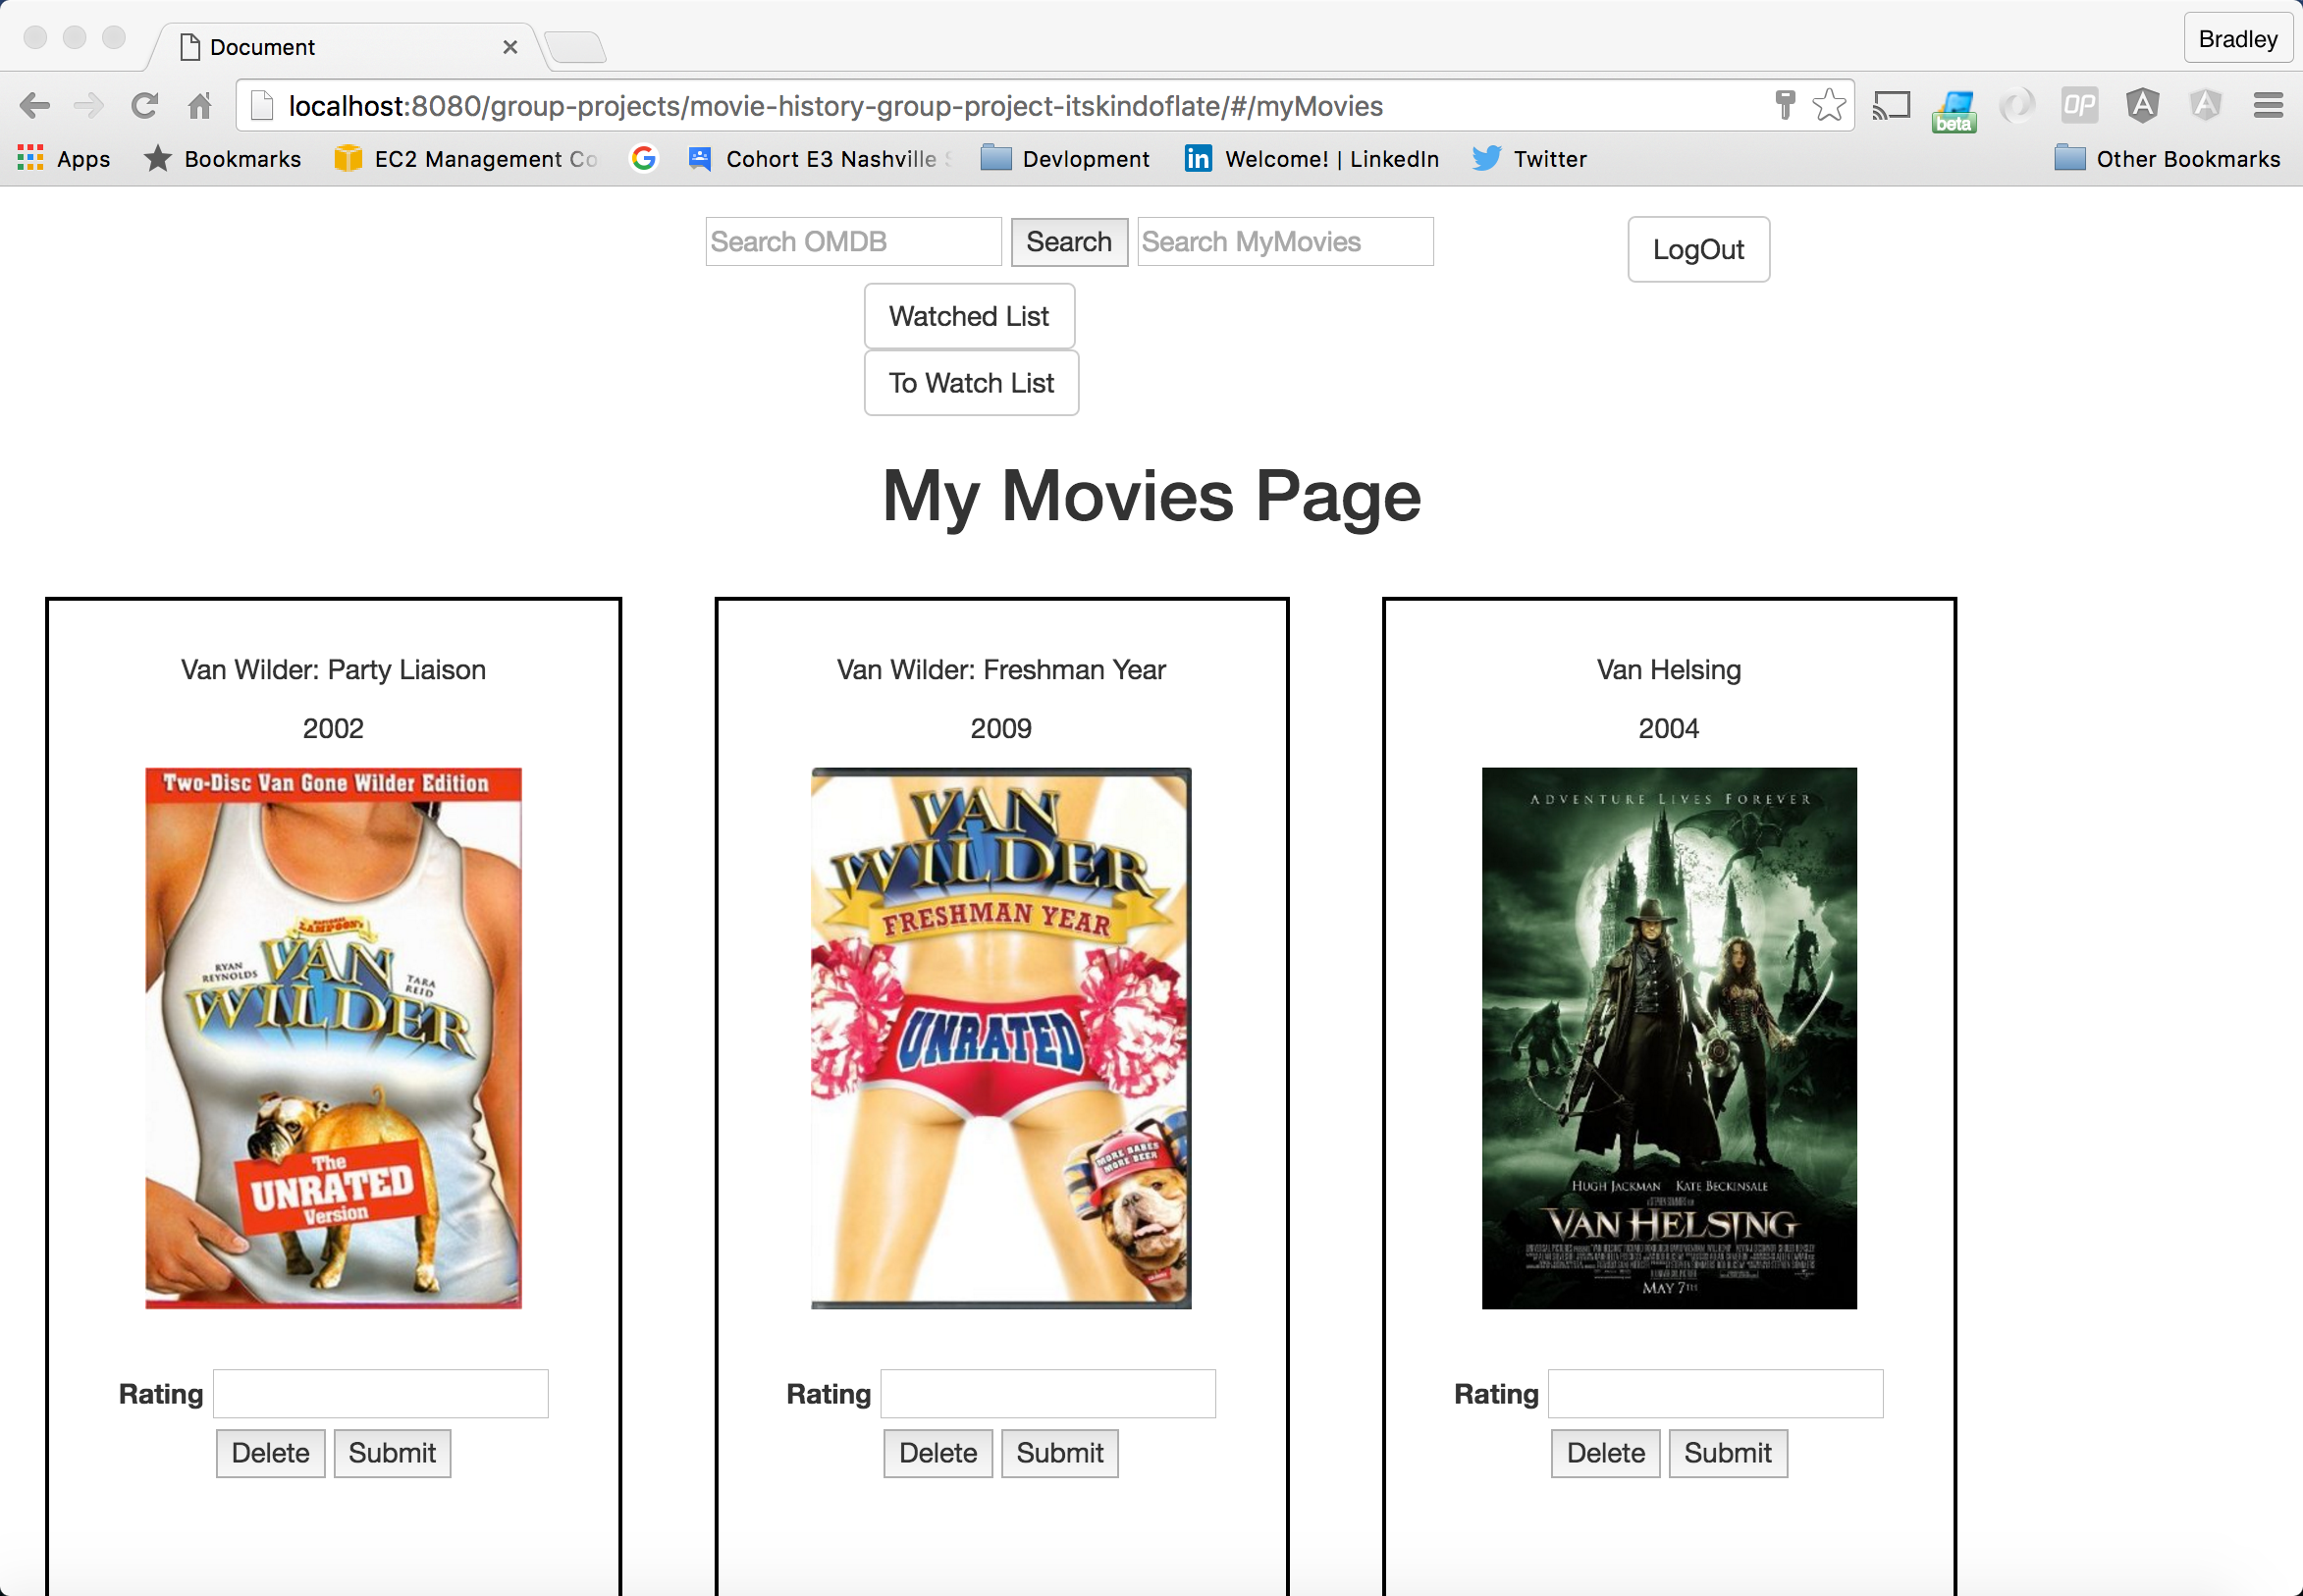 Document
Bradley
localhost:8080/group-projects/movie-history-group-project-itskindoflate/#/myMovies
beta
OP
Apps
Bookmarks
EC2 Management Co
Cohort E3 Nashville
Devlopment
Welcome! | LinkedIn
Twitter
Other Bookmarks
Search OMDB
Search
Search MyMovies
LogOut
Watched List
To Watch List
My Movies Page
Van Wilder: Party Liaison
2002
Two-Disc Van Gone Wilder Edition
NATIONAL
LAMPOON'S
RYAN
REYNOLDS
TARA
REID
VAN
WILDER
The
UNRATED
Version
Rating
Delete
Submit
Van Wilder: Freshman Year
2009
VAN
WILDER
FRESHMAN YEAR
UNRATED
MORE BABES
MORE BEER
Rating
Delete
Submit
Van Helsing
2004
ADVENTURE LIVES FOREVER
HUGH JACKMAN KATE BECKINSALE
VAN HELSING
MAY 7TH
Rating
Delete
Submit